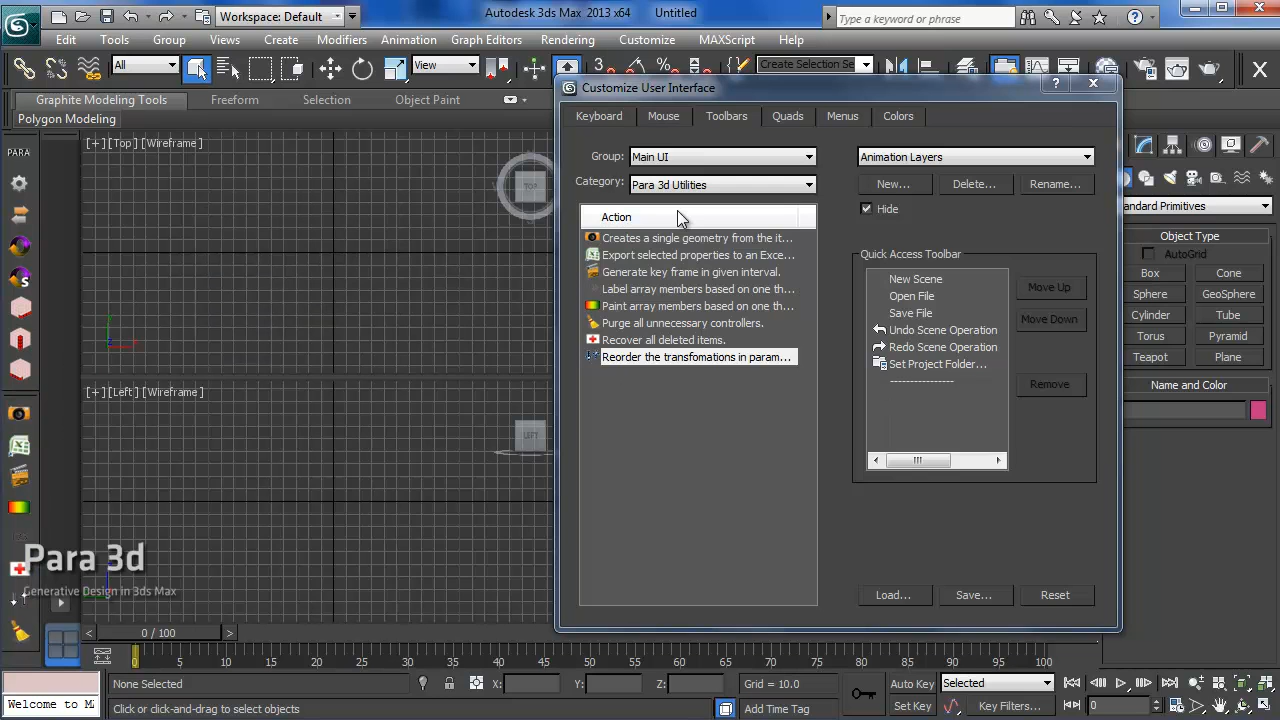 Workspace: Default
Autodesk 3ds Max 2013 x64 Untitled
Type a keyword or phrase
Edit Tools Group Views Create Modifiers Animation Graph Editors Rendering Customize MAXScript Help
All
View
3
Create Selection Se
Graphite Modeling Tools Freeform Selection Object Paint
Polygon Modeling
Customize User Interface
Keyboard Mouse Toolbars Quads Menus Colors
Group: Main UI
Category: Para 3d Utilities
Action
Creates a single geometry from the it...
Export selected properties to an Exce...
Generate key frame in given interval.
Label array members based on one th...
Paint array members based on one th...
Purge all unnecessary controllers.
Recover all deleted items.
Reorder the transfomations in param...
Animation Layers
New... Delete... Rename...
Hide
Quick Access Toolbar
New Scene
Open File
Save File
Undo Scene Operation
Redo Scene Operation
Set Project Folder...
----------------
Move Up
Move Down
Remove
Load... Save... Reset
PARA
[+] [Top] [Wireframe]
TOP
[+] [Left] [Wireframe]
LEFT
Para 3d
Generative Design in 3ds Max
andard Primitives
Object Type
AutoGrid
Box Cone
Sphere GeoSphere
Cylinder Tube
Torus Pyramid
Teapot Plane
Name and Color
< 0 / 100 >
0 5 10 15 20 25 30 35 40 45 50 55 60 65 70 75 80 85 90 95 100
None Selected X: Y: Z: Grid = 10.0 Auto Key Selected
Welcome to M
Click or click-and-drag to select objects Add Time Tag Set Key Key Filters... 0